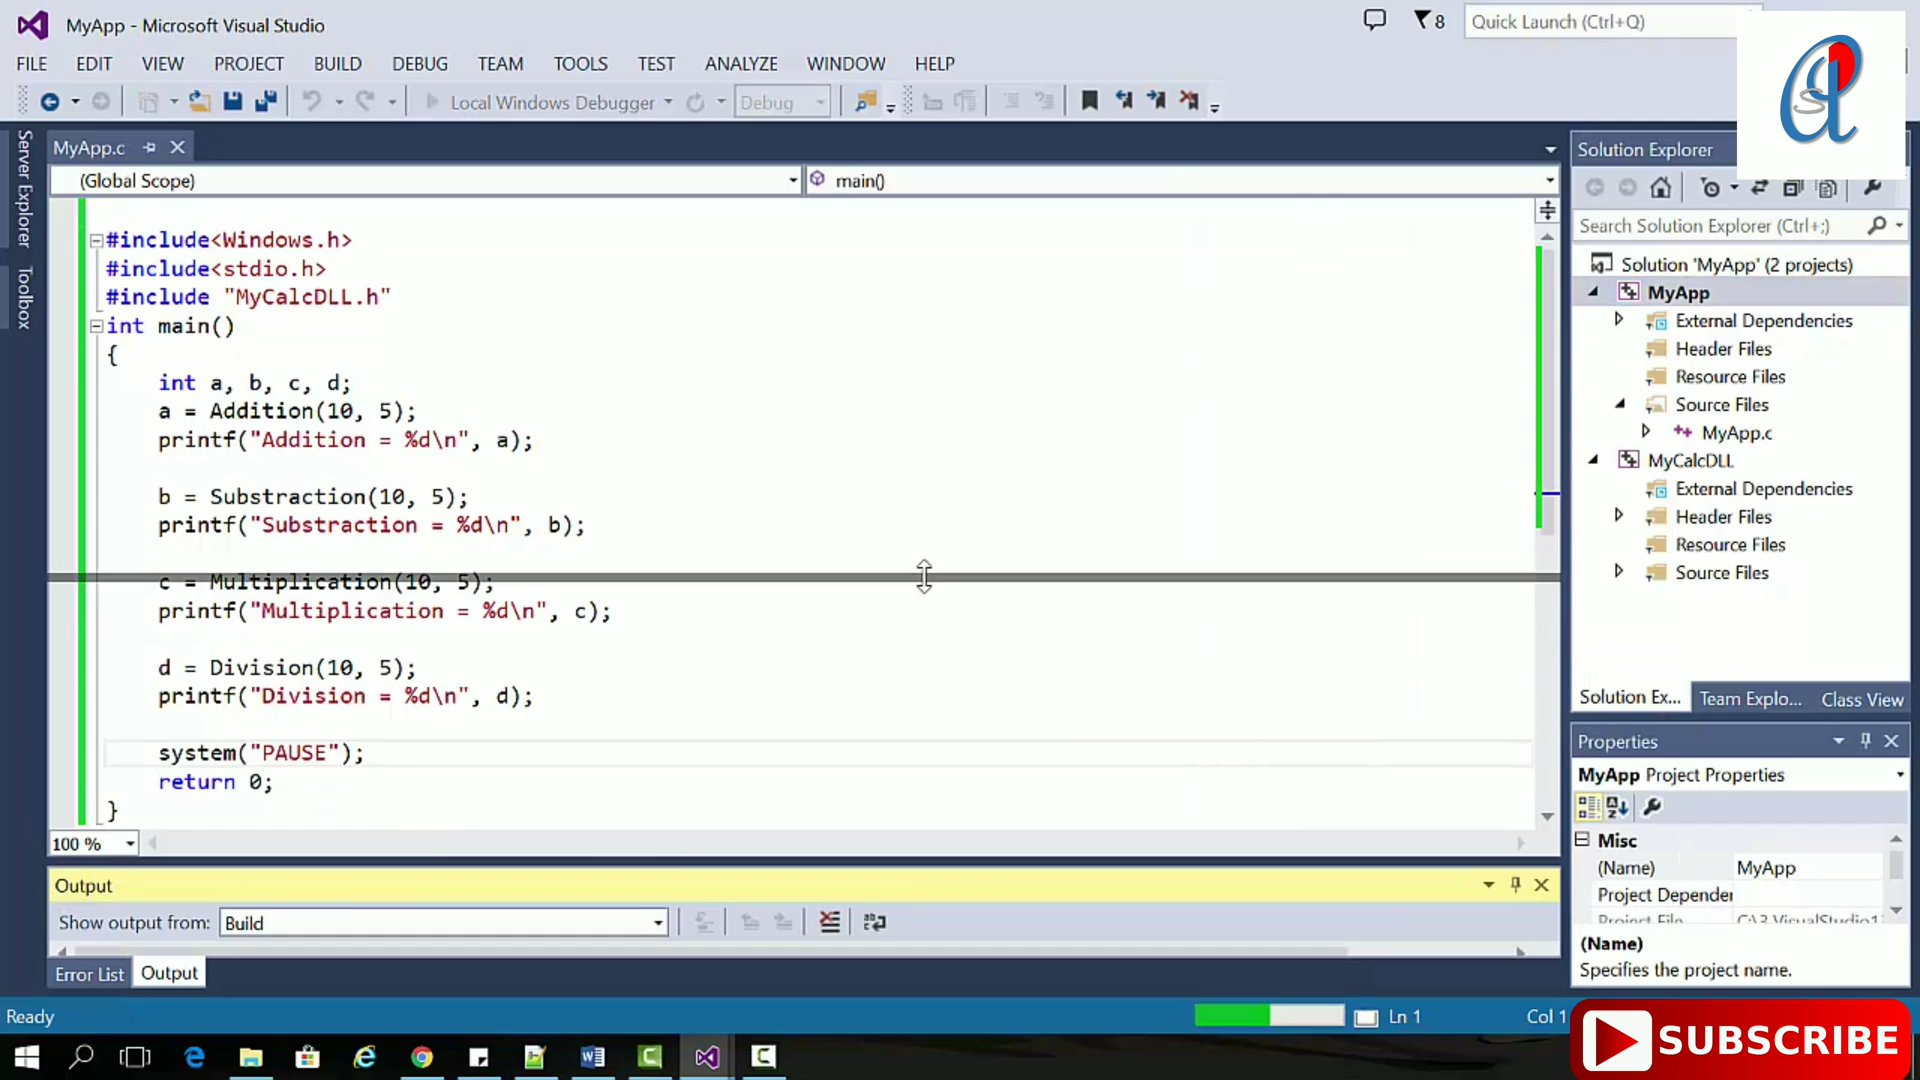 MyApp - Microsoft Visual Studio
8
Quick Launch (Ctrl+Q)
FILE EDIT VIEW PROJECT BUILD DEBUG TEAM TOOLS TEST ANALYZE WINDOW HELP
Local Windows Debugger
Debug
Server Explorer
Toolbox
MyApp.c
(Global Scope)
main()
#include<Windows.h>
#include<stdio.h>
#include "MyCalcDLL.h"
int main()
{
int a, b, c, d;
a = Addition(10, 5);
printf("Addition = %d\n", a);
b = Substraction(10, 5);
printf("Substraction = %d\n", b);
c = Multiplication(10, 5);
printf("Multiplication = %d\n", c);
d = Division(10, 5);
printf("Division = %d\n", d);
system("PAUSE");
return 0;
}
100 %
Output
Show output from: Build
Error List Output
Solution Explorer
Search Solution Explorer (Ctrl+;)
Solution 'MyApp' (2 projects)
MyApp
External Dependencies
Header Files
Resource Files
Source Files
MyApp.c
MyCalcDLL
External Dependencies
Header Files
Resource Files
Source Files
Solution Ex... Team Explo... Class View
Properties
MyApp Project Properties
Misc
(Name) MyApp
Project Depender
Project File
(Name)
Specifies the project name.
Ready
Ln 1
Col 1
SUBSCRIBE